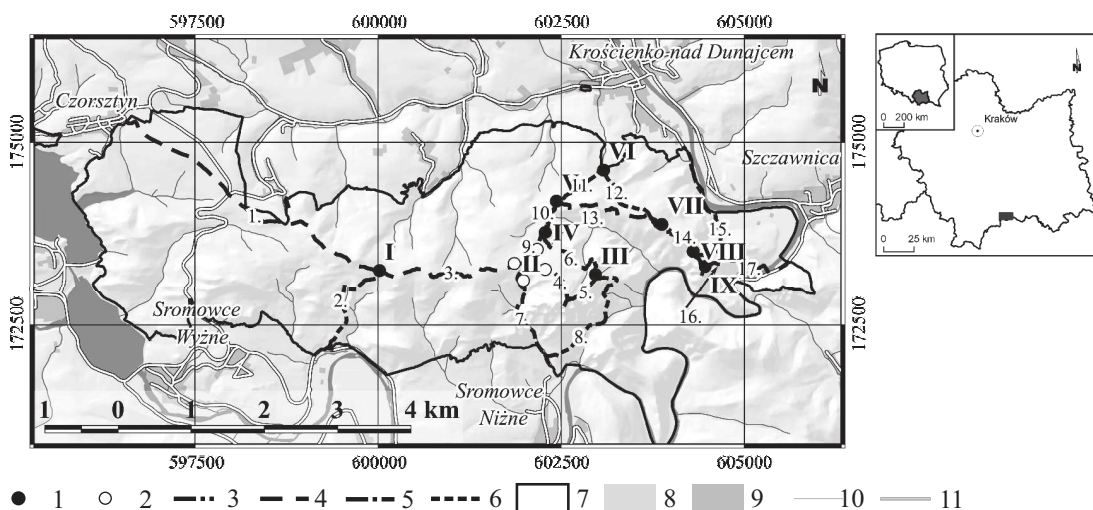 597500 600000 602500 605000
Krościenko nad Dunajcem
Czorsztyn
N
175000 175000
Szczawnica
VI
V 11. 12.
1. 10. 13. VII
IV 14. 15.
9. VIII
I II 6. III 17.
3. 4. IX
2. 5.
172500 7. 16. 172500
Sromowce
Wyżne 8.
Sromowce
Niżne
1 0 1 2 3 4 km
597500 600000 602500 605000
0 200 km
N
Kraków
0 25 km
1 2 3 4 5 6 7 8 9 10 11